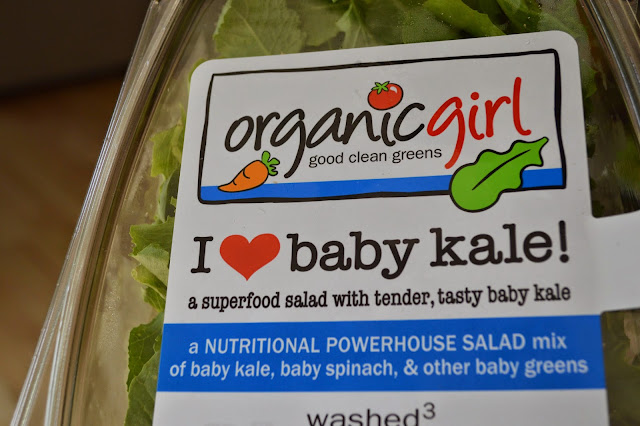 organicgirl
good clean greens
I ❤ baby kale!
a superfood salad with tender, tasty baby kale
a NUTRITIONAL POWERHOUSE SALAD mix
of baby kale, baby spinach, & other baby greens
washed³